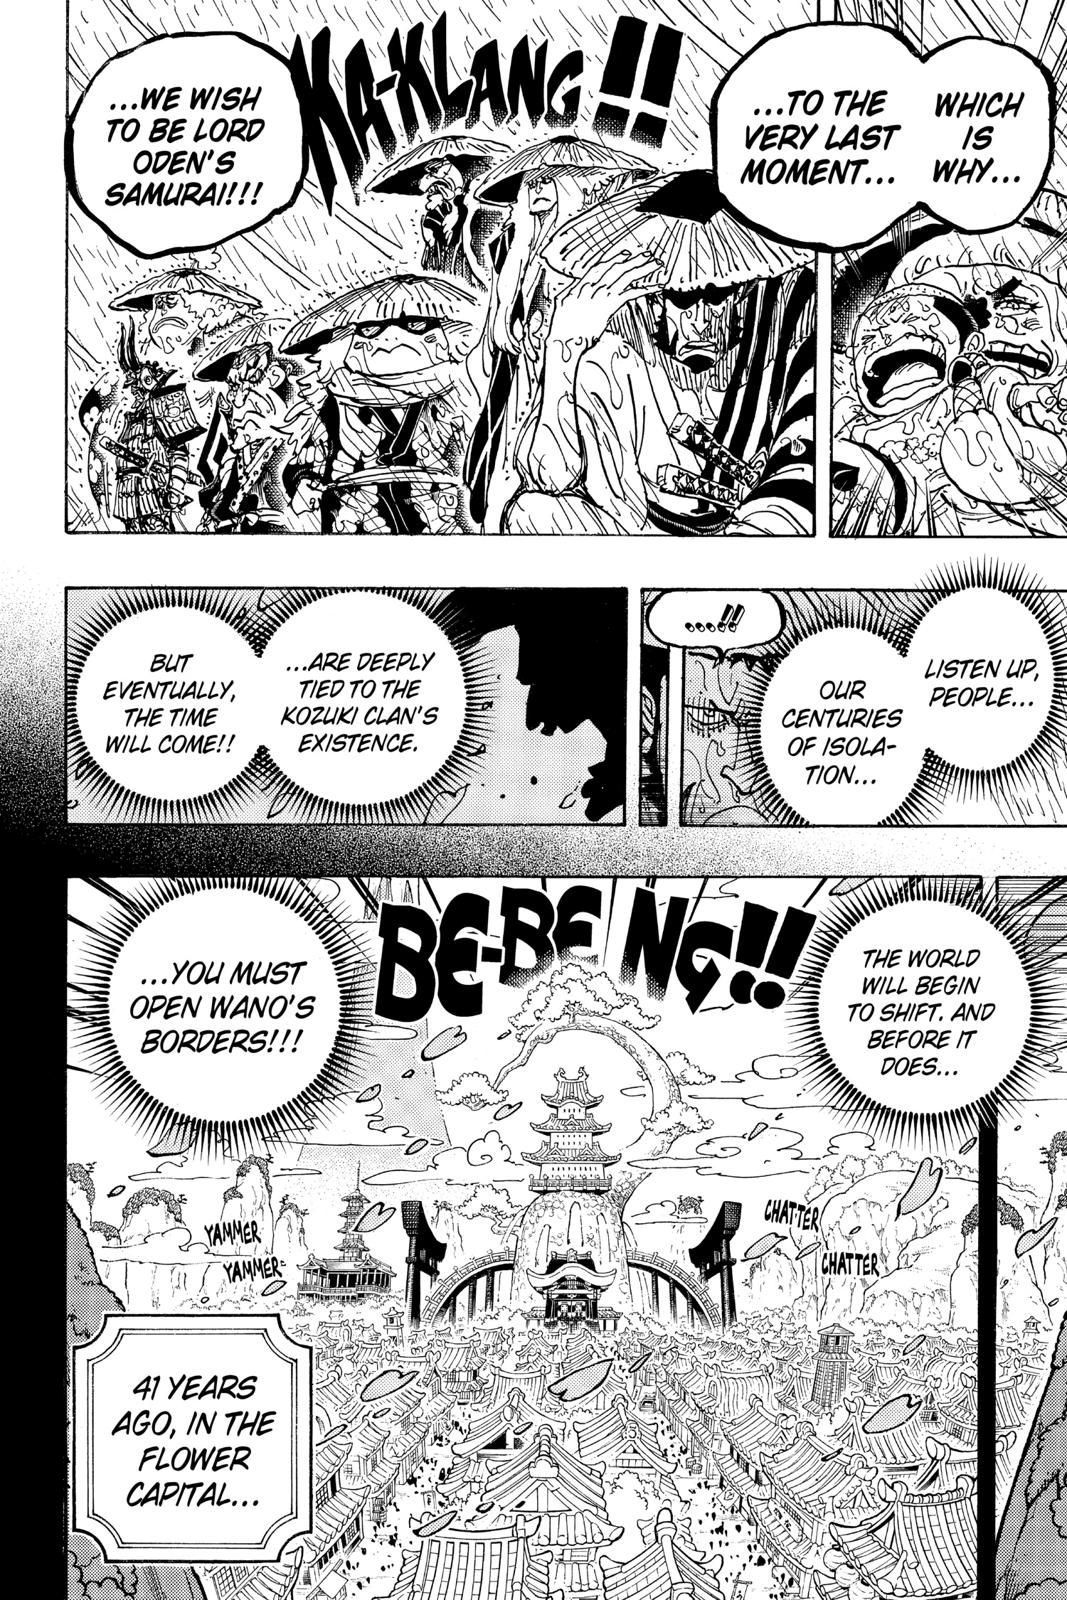 WHICH
IS
WHY...
...TO THE
VERY LAST
MOMENT...
KA-KLANG!!
...WE WISH
TO BE LORD
ODEN'S
SAMURAI!!!
LISTEN UP,
PEOPLE...
OUR
CENTURIES
OF ISOLA-
TION...
...!!
...ARE DEEPLY
TIED TO THE
KOZUKI CLAN'S
EXISTENCE.
BUT
EVENTUALLY,
THE TIME
WILL COME!!
THE WORLD
WILL BEGIN
TO SHIFT. AND
BEFORE IT
DOES...
BE-BENG!!
...YOU MUST
OPEN WANO'S
BORDERS!!!
CHATTER
CHATTER
YAMMER
YAMMER
41 YEARS
AGO, IN THE
FLOWER
CAPITAL...